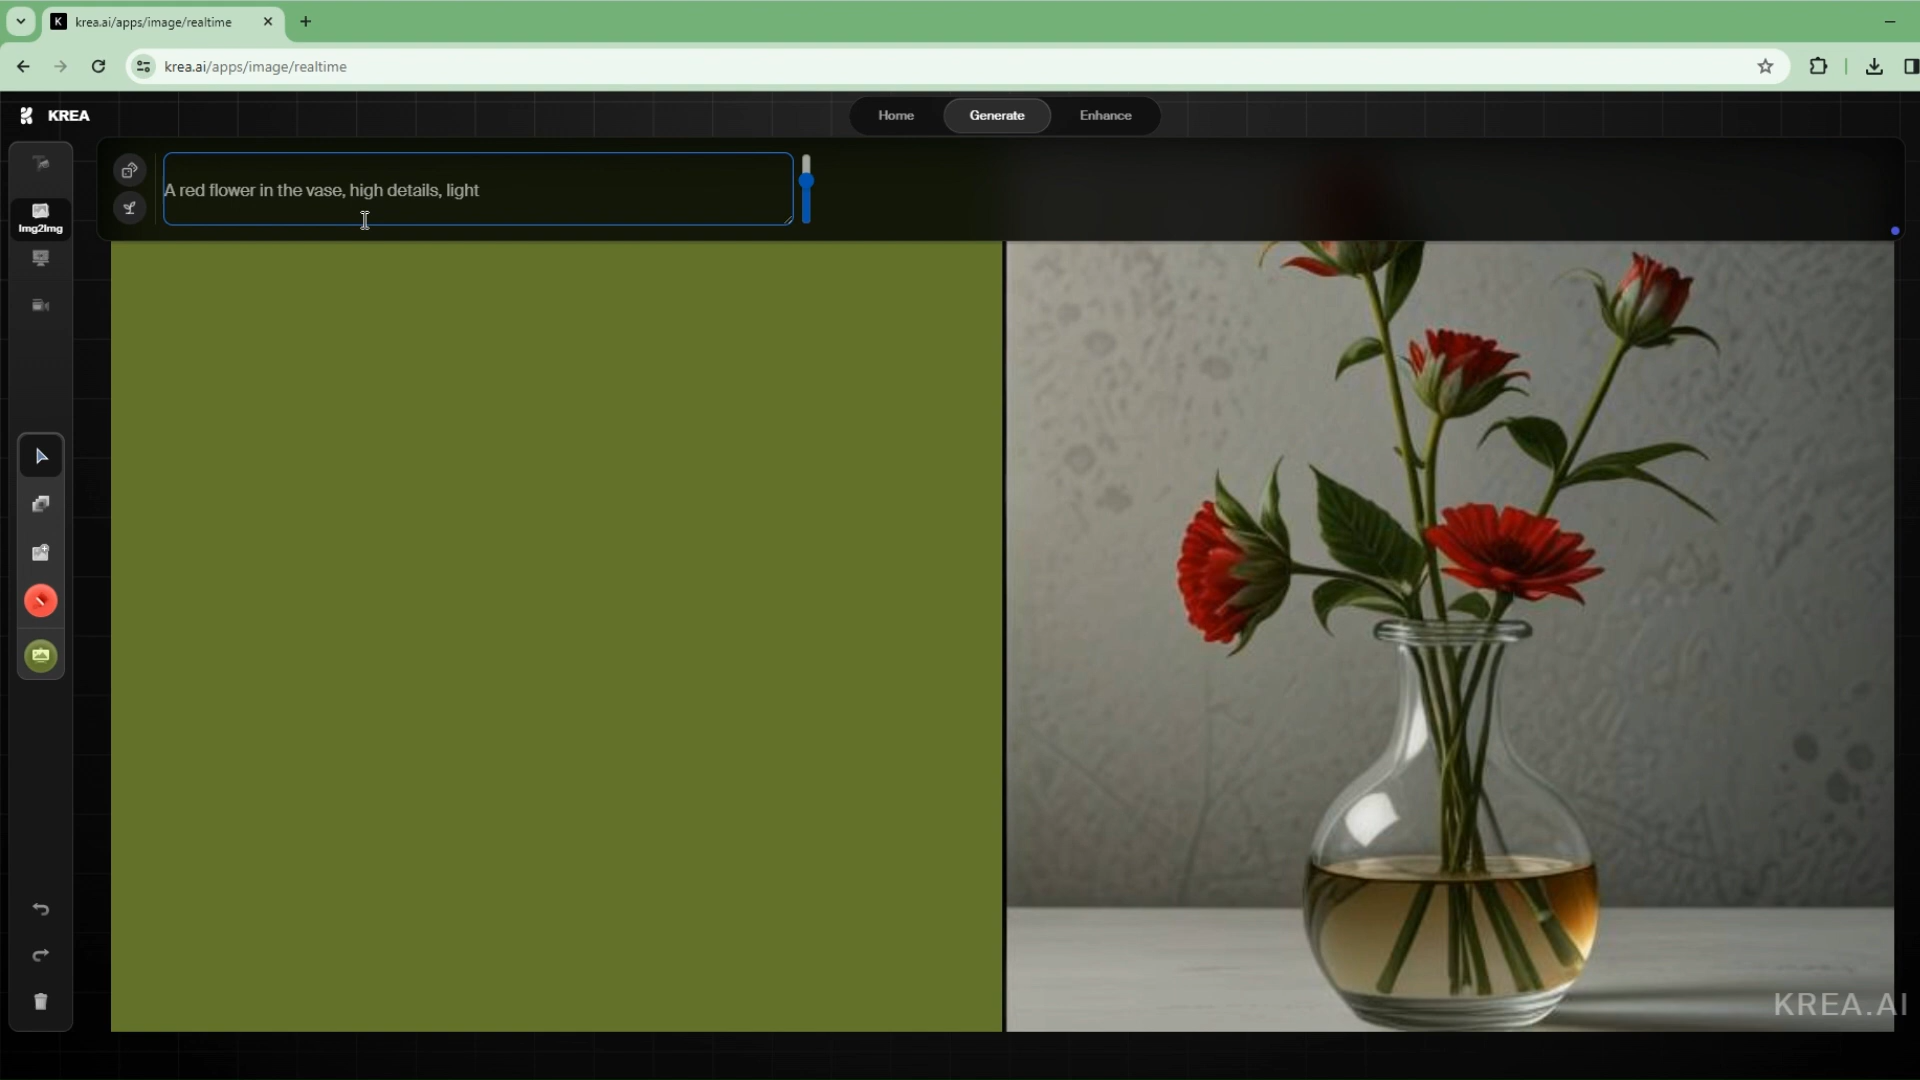 krea.ai/apps/image/realtime
krea.ai/apps/image/realtime
KREA
Home
Generate
Enhance
A red flower in the vase, high details, light
Img2Img
KREA.AI